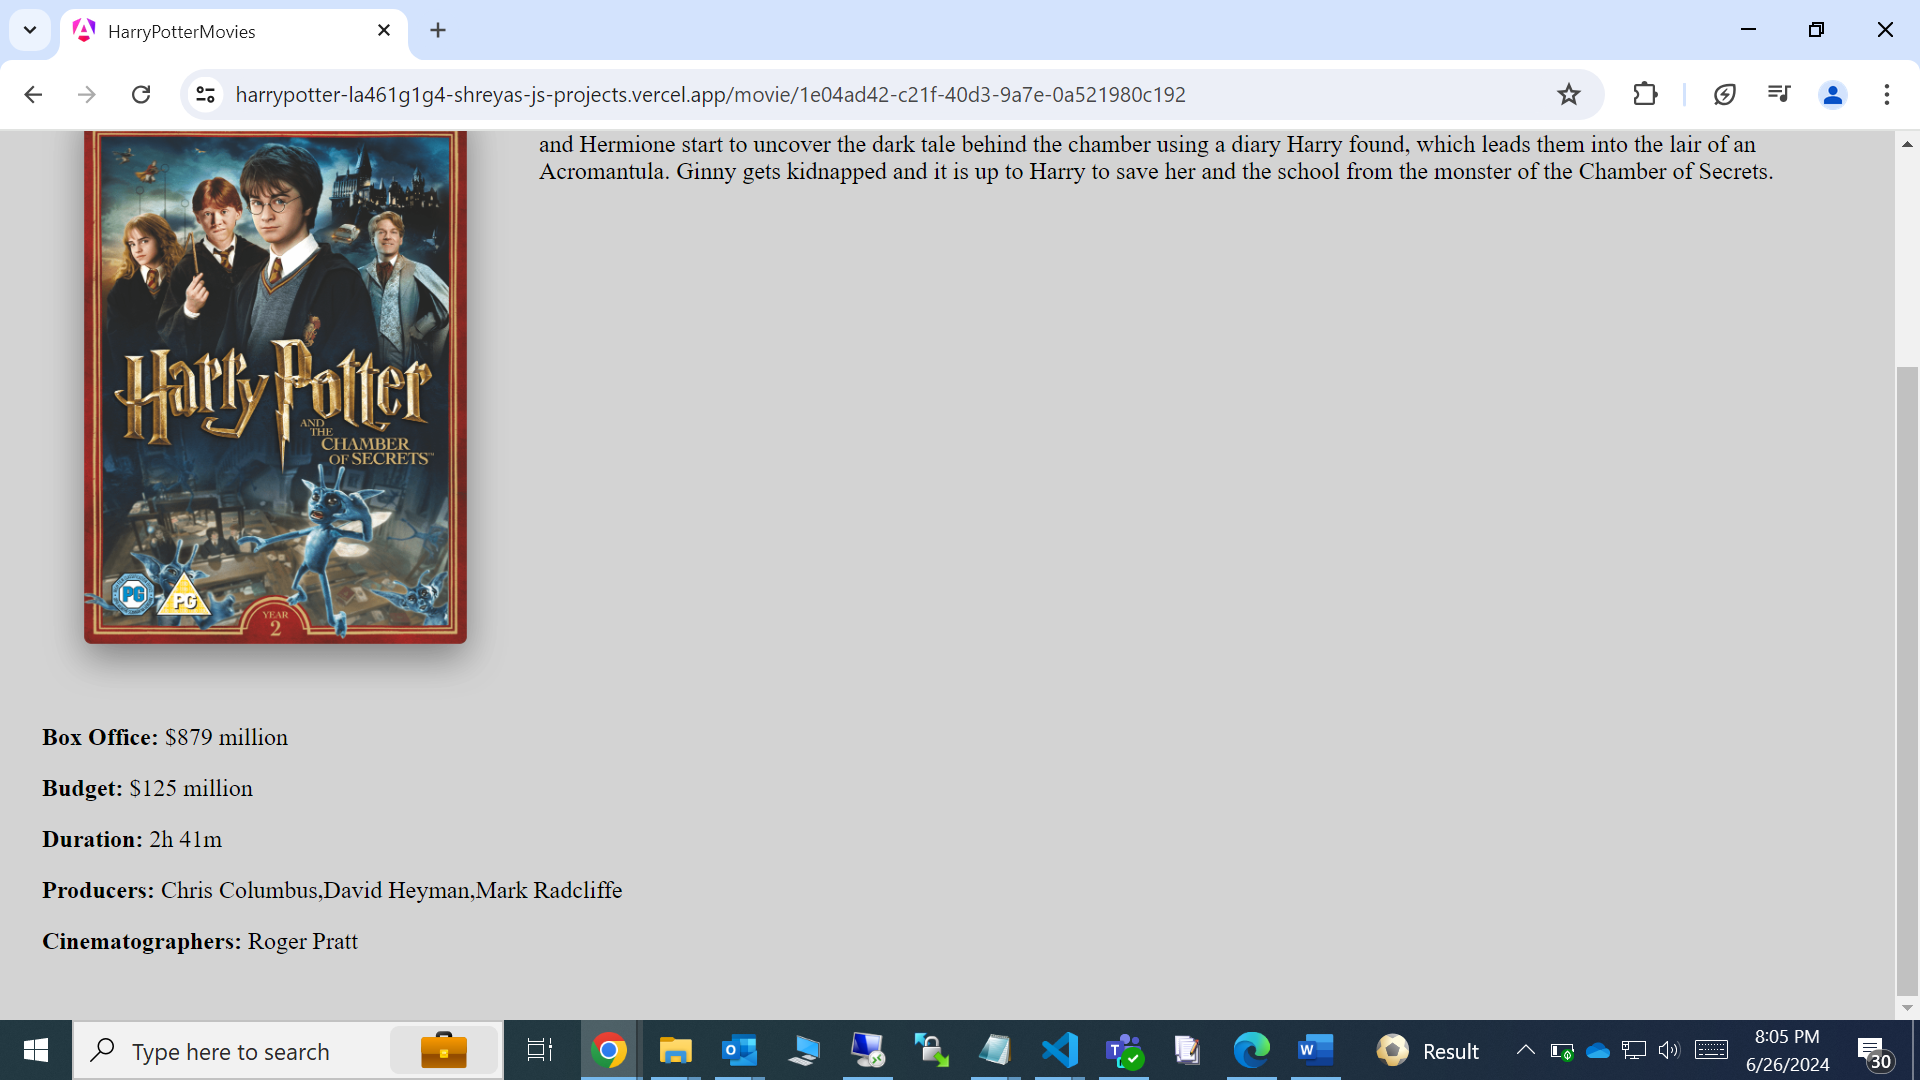 HarryPotterMovies
harrypotter-la461g1g4-shreyas-js-projects.vercel.app/movie/1e04ad42-c21f-40d3-9a7e-0a521980c192
and Hermione start to uncover the dark tale behind the chamber using a diary Harry found, which leads them into the lair of an
Acromantula. Ginny gets kidnapped and it is up to Harry to save her and the school from the monster of the Chamber of Secrets.
Harry Potter
AND
THE
CHAMBER
OF SECRETS™
PG
PG
YEAR
2
Box Office: $879 million
Budget: $125 million
Duration: 2h 41m
Producers: Chris Columbus,David Heyman,Mark Radcliffe
Cinematographers: Roger Pratt
Type here to search
Result
8:05 PM
6/26/2024
30